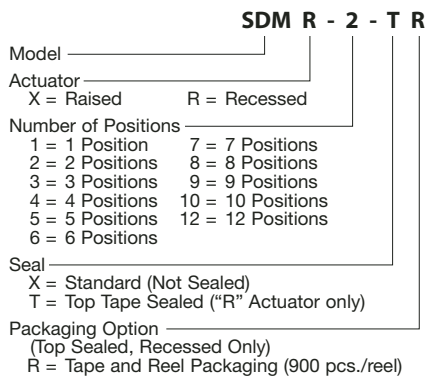 SDM R - 2 - T R
Model
Actuator
X = Raised R = Recessed
Number of Positions
1 = 1 Position 7 = 7 Positions
2 = 2 Positions 8 = 8 Positions
3 = 3 Positions 9 = 9 Positions
4 = 4 Positions 10 = 10 Positions
5 = 5 Positions 12 = 12 Positions
6 = 6 Positions
Seal
X = Standard (Not Sealed)
T = Top Tape Sealed (“R” Actuator only)
Packaging Option
(Top Sealed, Recessed Only)
R = Tape and Reel Packaging (900 pcs./reel)